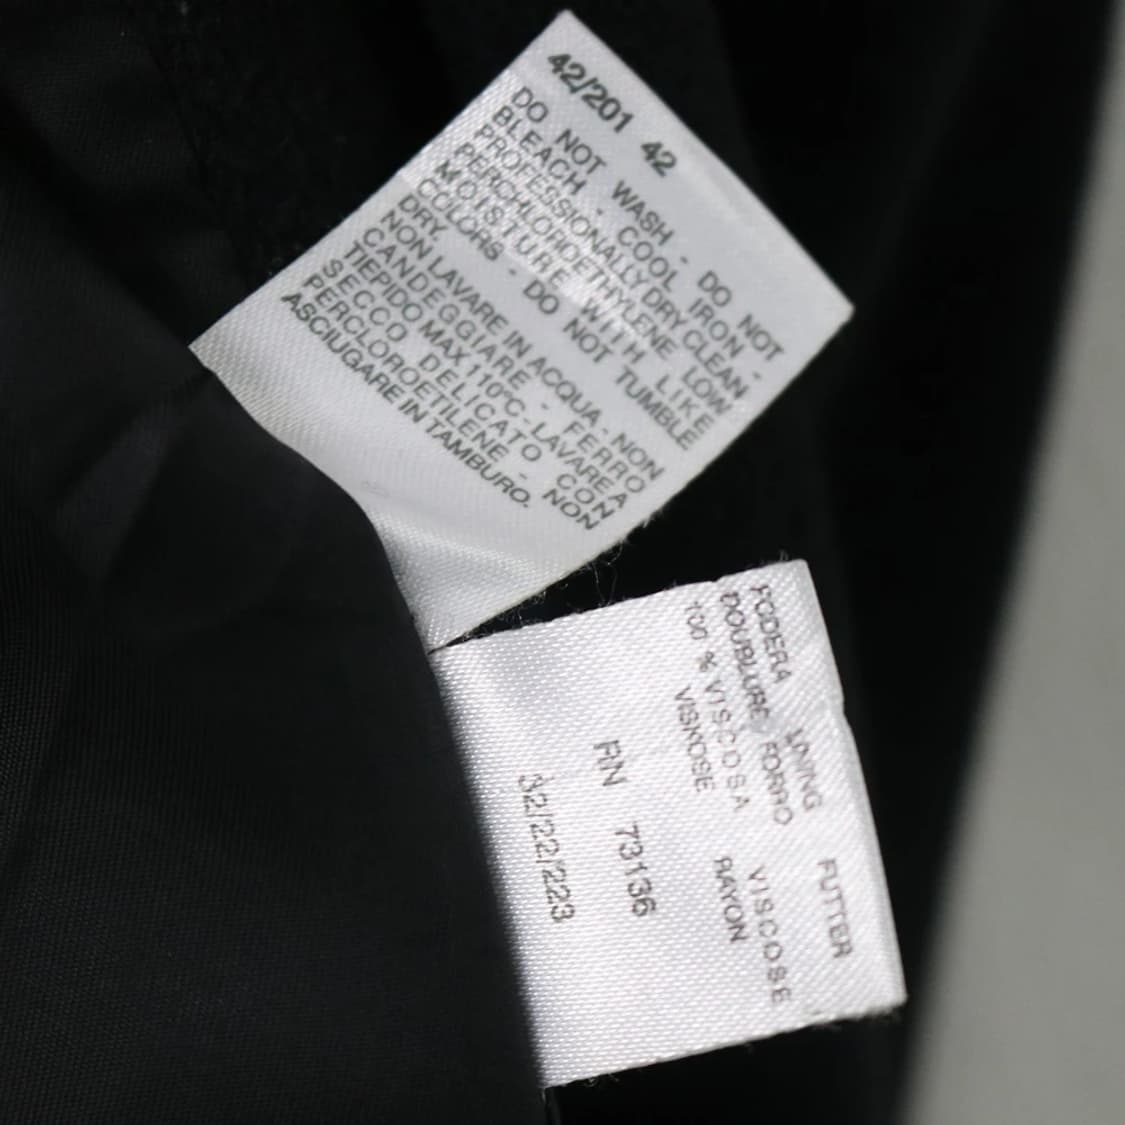 42/201 42
DO NOT WASH - DO NOT
BLEACH - COOL IRON -
PROFESSIONALLY DRY CLEAN
PERCHLOROETHYLENE LOW
MOISTURE WITH LIKE
COLORS - DO NOT TUMBLE
DRY.
NON LAVARE IN ACQUA - NON
CANDEGGIARE - FERRO
TIEPIDO MAX 110°C - LAVARE A
SECCO DELICATO CON
PERCLOROETILENE - NON
ASCIUGARE IN TAMBURO.
FODERA LINING FUTTER
DOUBLURE FORRO
100 % VISCOSA VISCOSE
VISKOSE RAYON
RN 73136
32/22/223